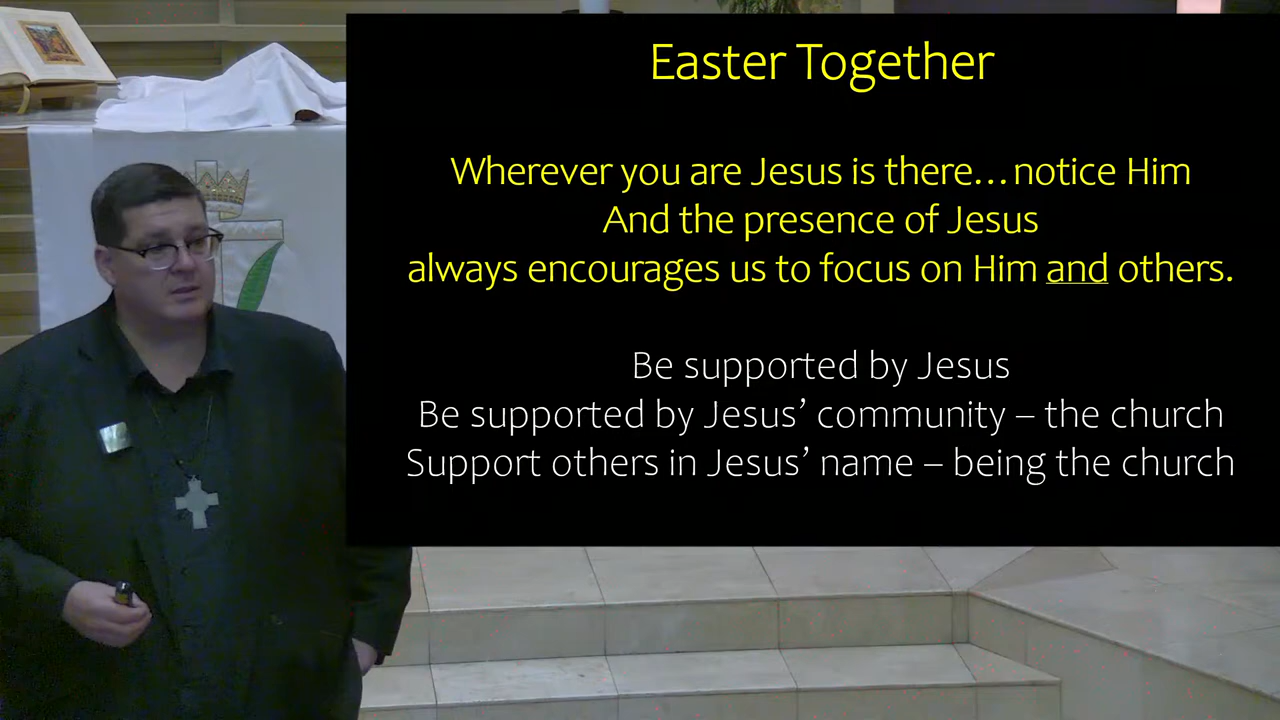 Easter Together
Wherever you are Jesus is there…notice Him
And the presence of Jesus
always encourages us to focus on Him and others.
Be supported by Jesus
Be supported by Jesus’ community – the church
Support others in Jesus’ name – being the church